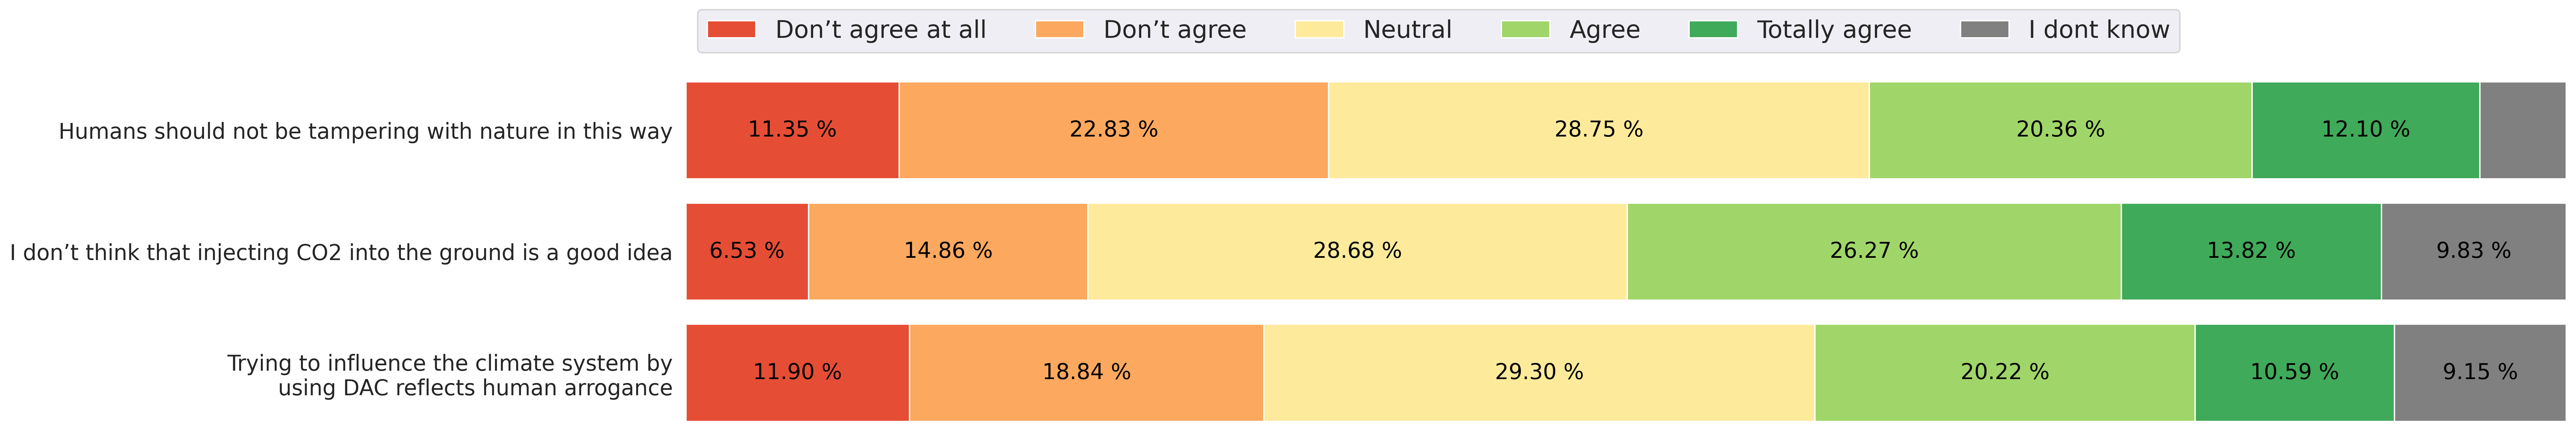 Don’t agree at all Don’t agree Neutral Agree Totally agree I dont know
Humans should not be tampering with nature in this way 11.35 % 22.83 % 28.75 % 20.36 % 12.10 %
I don’t think that injecting CO2 into the ground is a good idea 6.53 % 14.86 % 28.68 % 26.27 % 13.82 % 9.83 %
Trying to influence the climate system by
using DAC reflects human arrogance
11.90 % 18.84 % 29.30 % 20.22 % 10.59 % 9.15 %